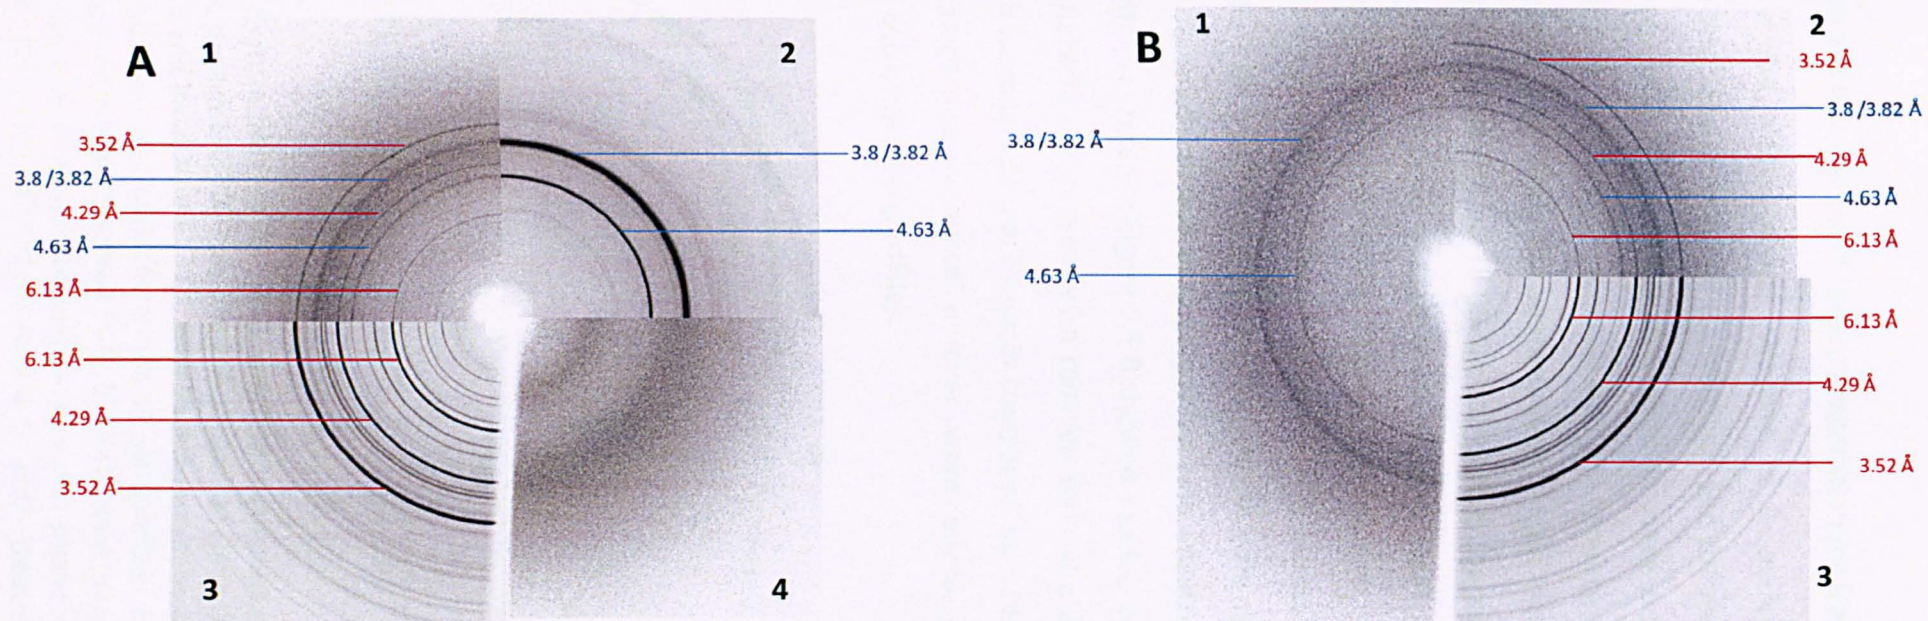 A
1
2
3.52 Å
3.8/3.82 Å
4.29 Å
4.63 Å
6.13 Å
3.8/3.82 Å
4.63 Å
6.13 Å
4.29 Å
3.52 Å
3
4
B
1
2
3.8/3.82 Å
4.63 Å
3.52 Å
3.8/3.82 Å
4.29 Å
4.63 Å
6.13 Å
6.13 Å
4.29 Å
3.52 Å
3